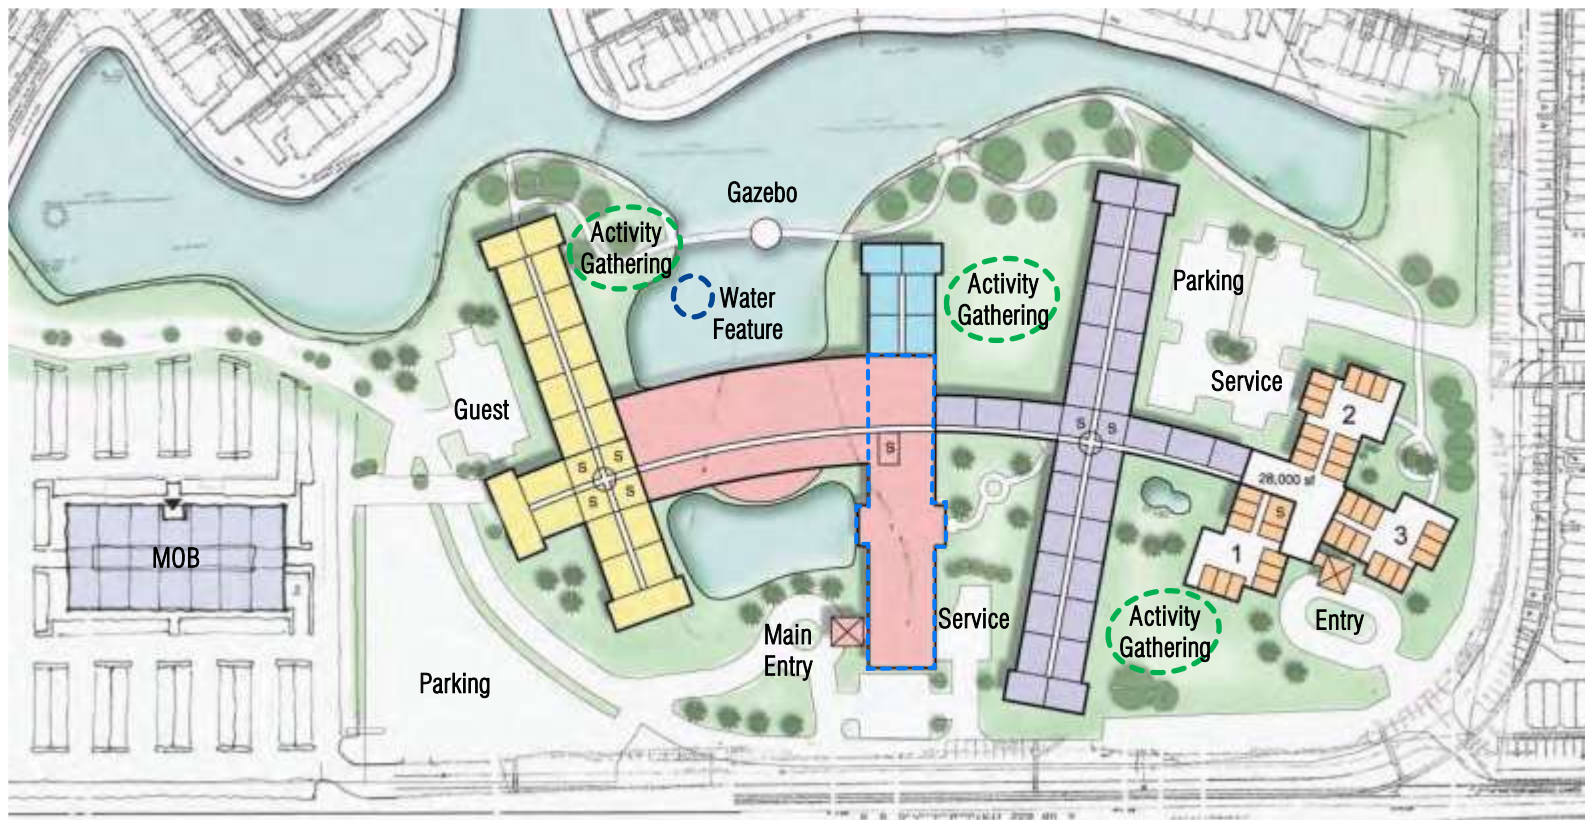 Gazebo
Activity
Gathering
Water
Feature
Activity
Gathering
Parking
Service
Guest
2
S
S
S
S
S
S
S
28,000 sf
S
3
1
MOB
Activity
Gathering
Entry
Service
Main
Entry
Parking